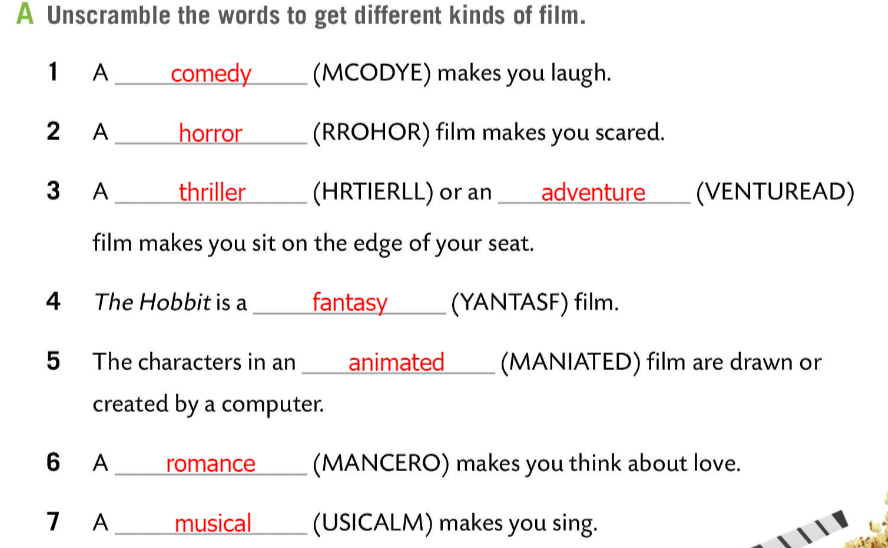 A Unscramble the words to get different kinds of film.
1 A comedy (MCODYE) makes you laugh.
2 A horror (RROHOR) film makes you scared.
3 A thriller (HRTIERLL) or an adventure (VENTUREAD)
film makes you sit on the edge of your seat.
4 The Hobbit is a fantasy (YANTASF) film.
5 The characters in an animated (MANIATED) film are drawn or
created by a computer.
6 A romance (MANCERO) makes you think about love.
7 A musical (USICALM) makes you sing.